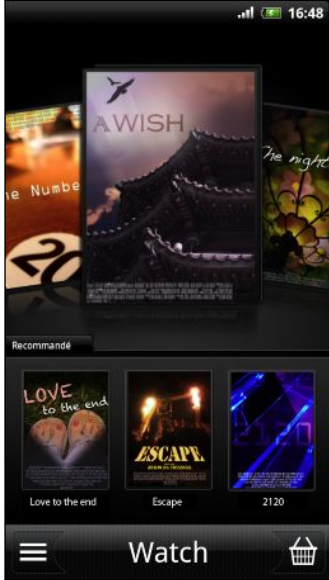 16:48
A WISH
he Numbe
20
The night
Recommandé
LOVE
to the end
ESCAPE
2120
Love to the end
Escape
2120
Watch